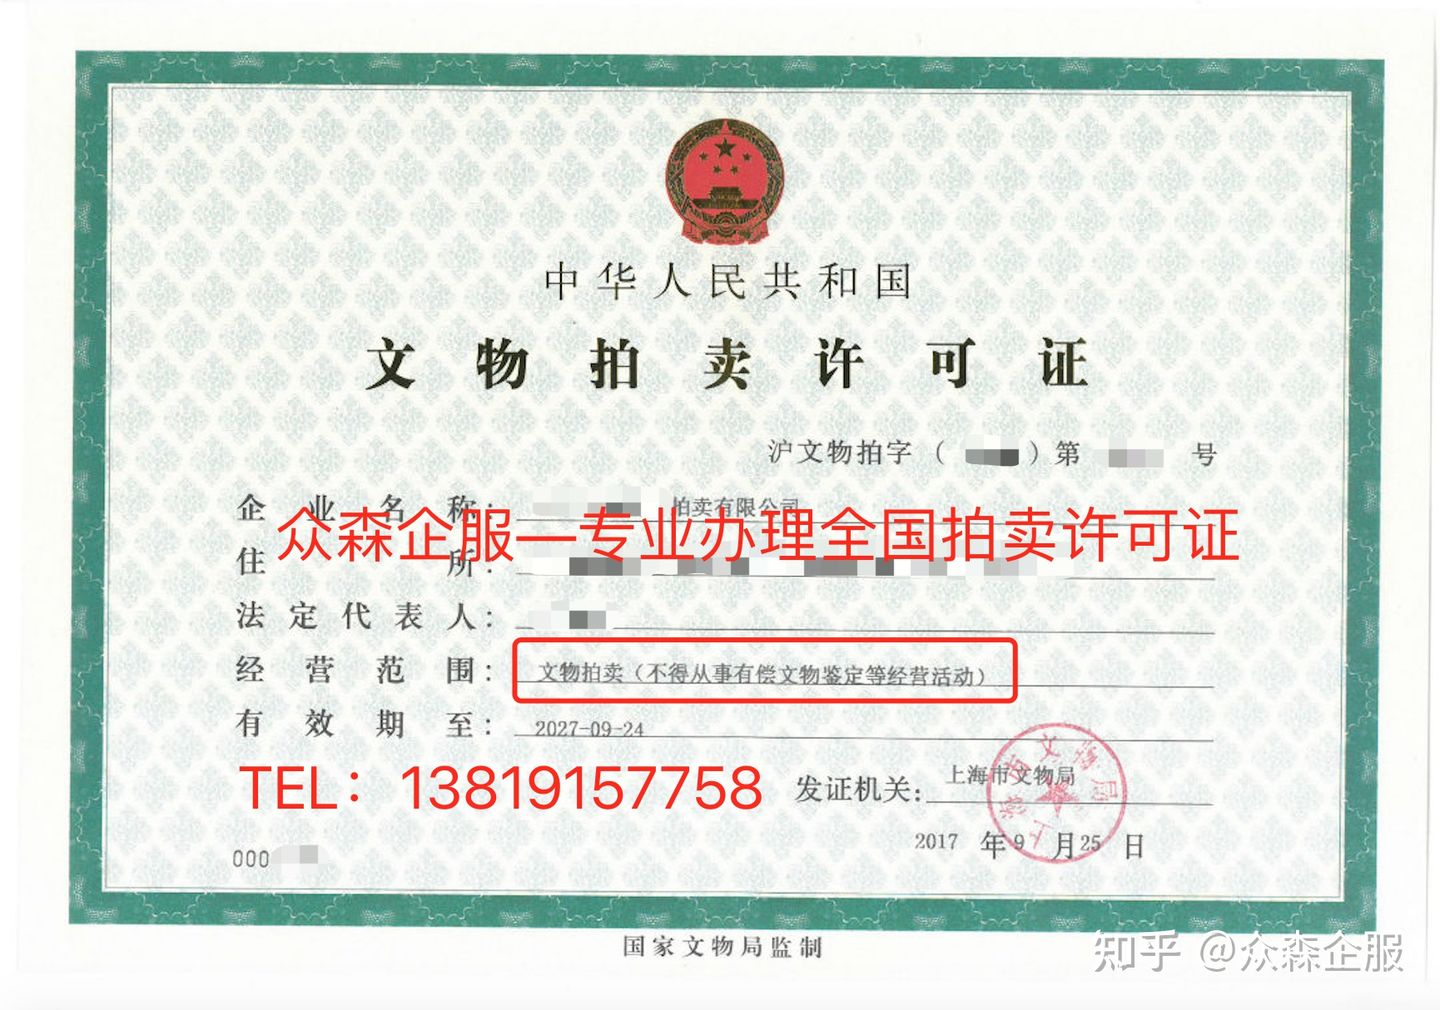 中华人民共和国
文物拍卖许可证
沪文物拍字（ ）第 号
企业名称： 拍卖有限公司
众森企服—专业办理全国拍卖许可证
住所：
法定代表人：
经营范围： 文物拍卖（不得从事有偿文物鉴定等经营活动）
有效期至： 2027-09-24
TEL：13819157758
发证机关： 上海市文物局
上海市文物局
2017 年 9 月 25 日
000
国家文物局监制
知乎 @众森企服